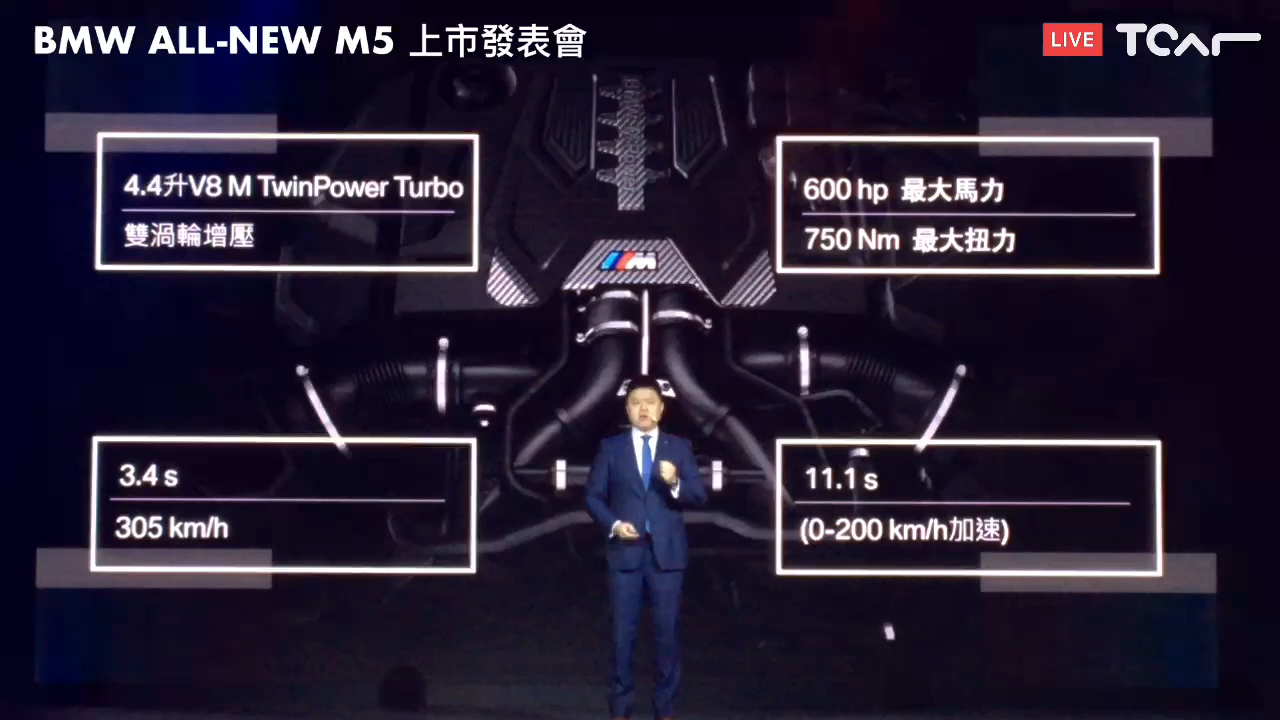 BMW ALL-NEW M5 上市發表會
LIVE TCAR
4.4升V8 M TwinPower Turbo
雙渦輪增壓
600 hp 最大馬力
750 Nm 最大扭力
M
3.4 s
305 km/h
11.1 s
(0-200 km/h加速)